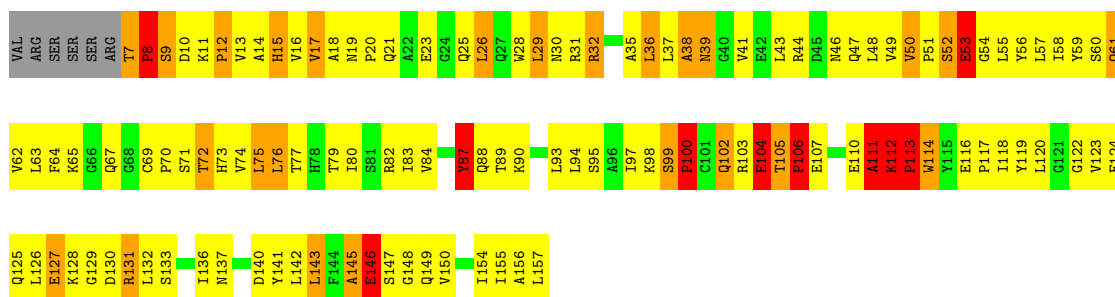 VAL ARG SER SER SER ARG T7 P8 S9 D10 K11 P12 V13 A14 H15 V16 V17 A18 N19 P20 Q21 A22 E23 G24 Q25 L26 Q27 W28 L29 N30 R31 R32 A35 L36 L37 A38 N39 G40 V41 E42 L43 R44 D45 N46 Q47 L48 V49 V50 P51 S52 E53 G54 L55 Y56 L57 I58 Y59 S60 Q61
V62 L63 F64 K65 G66 Q67 G68 C69 P70 S71 T72 H73 V74 L75 L76 T77 H78 T79 I80 S81 R82 I83 V84 Y87 Q88 T89 K90 L93 L94 S95 A96 I97 K98 S99 P100 C101 Q102 R103 E104 T105 P106 E107 E110 A111 K112 P113 W114 Y115 E116 P117 I118 Y119 L120 G121 G122 V123 F124
Q125 L126 E127 K128 G129 D130 R131 L132 S133 I136 N137 D140 Y141 L142 L143 F144 A145 E146 S147 G148 Q149 V150 I154 I155 A156 L157